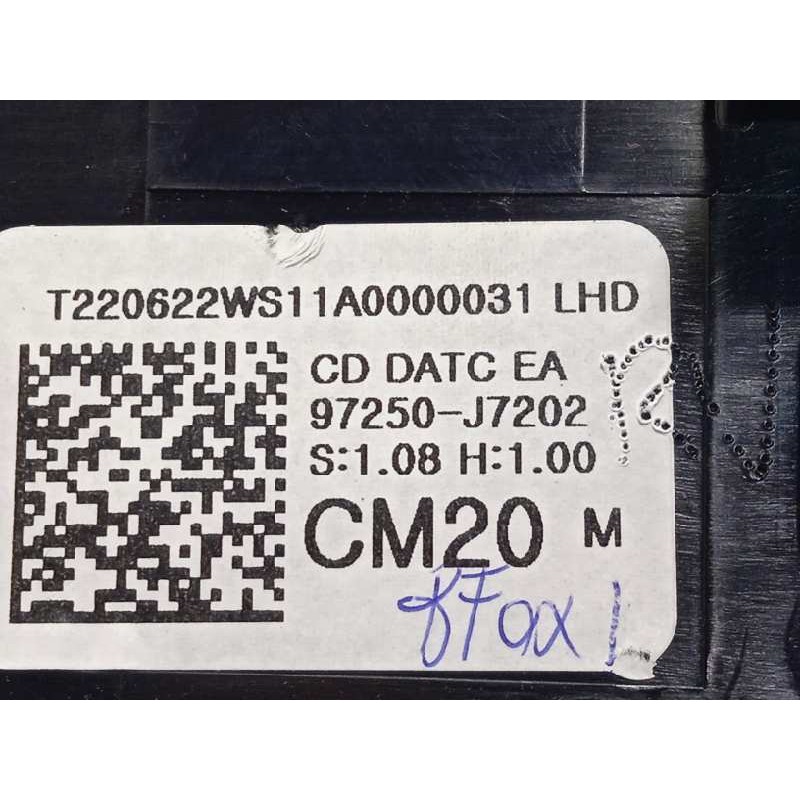 T220622WS11A0000031 LHD
CD DATC EA
97250-J7202
S:1.08 H:1.00
CM20 M